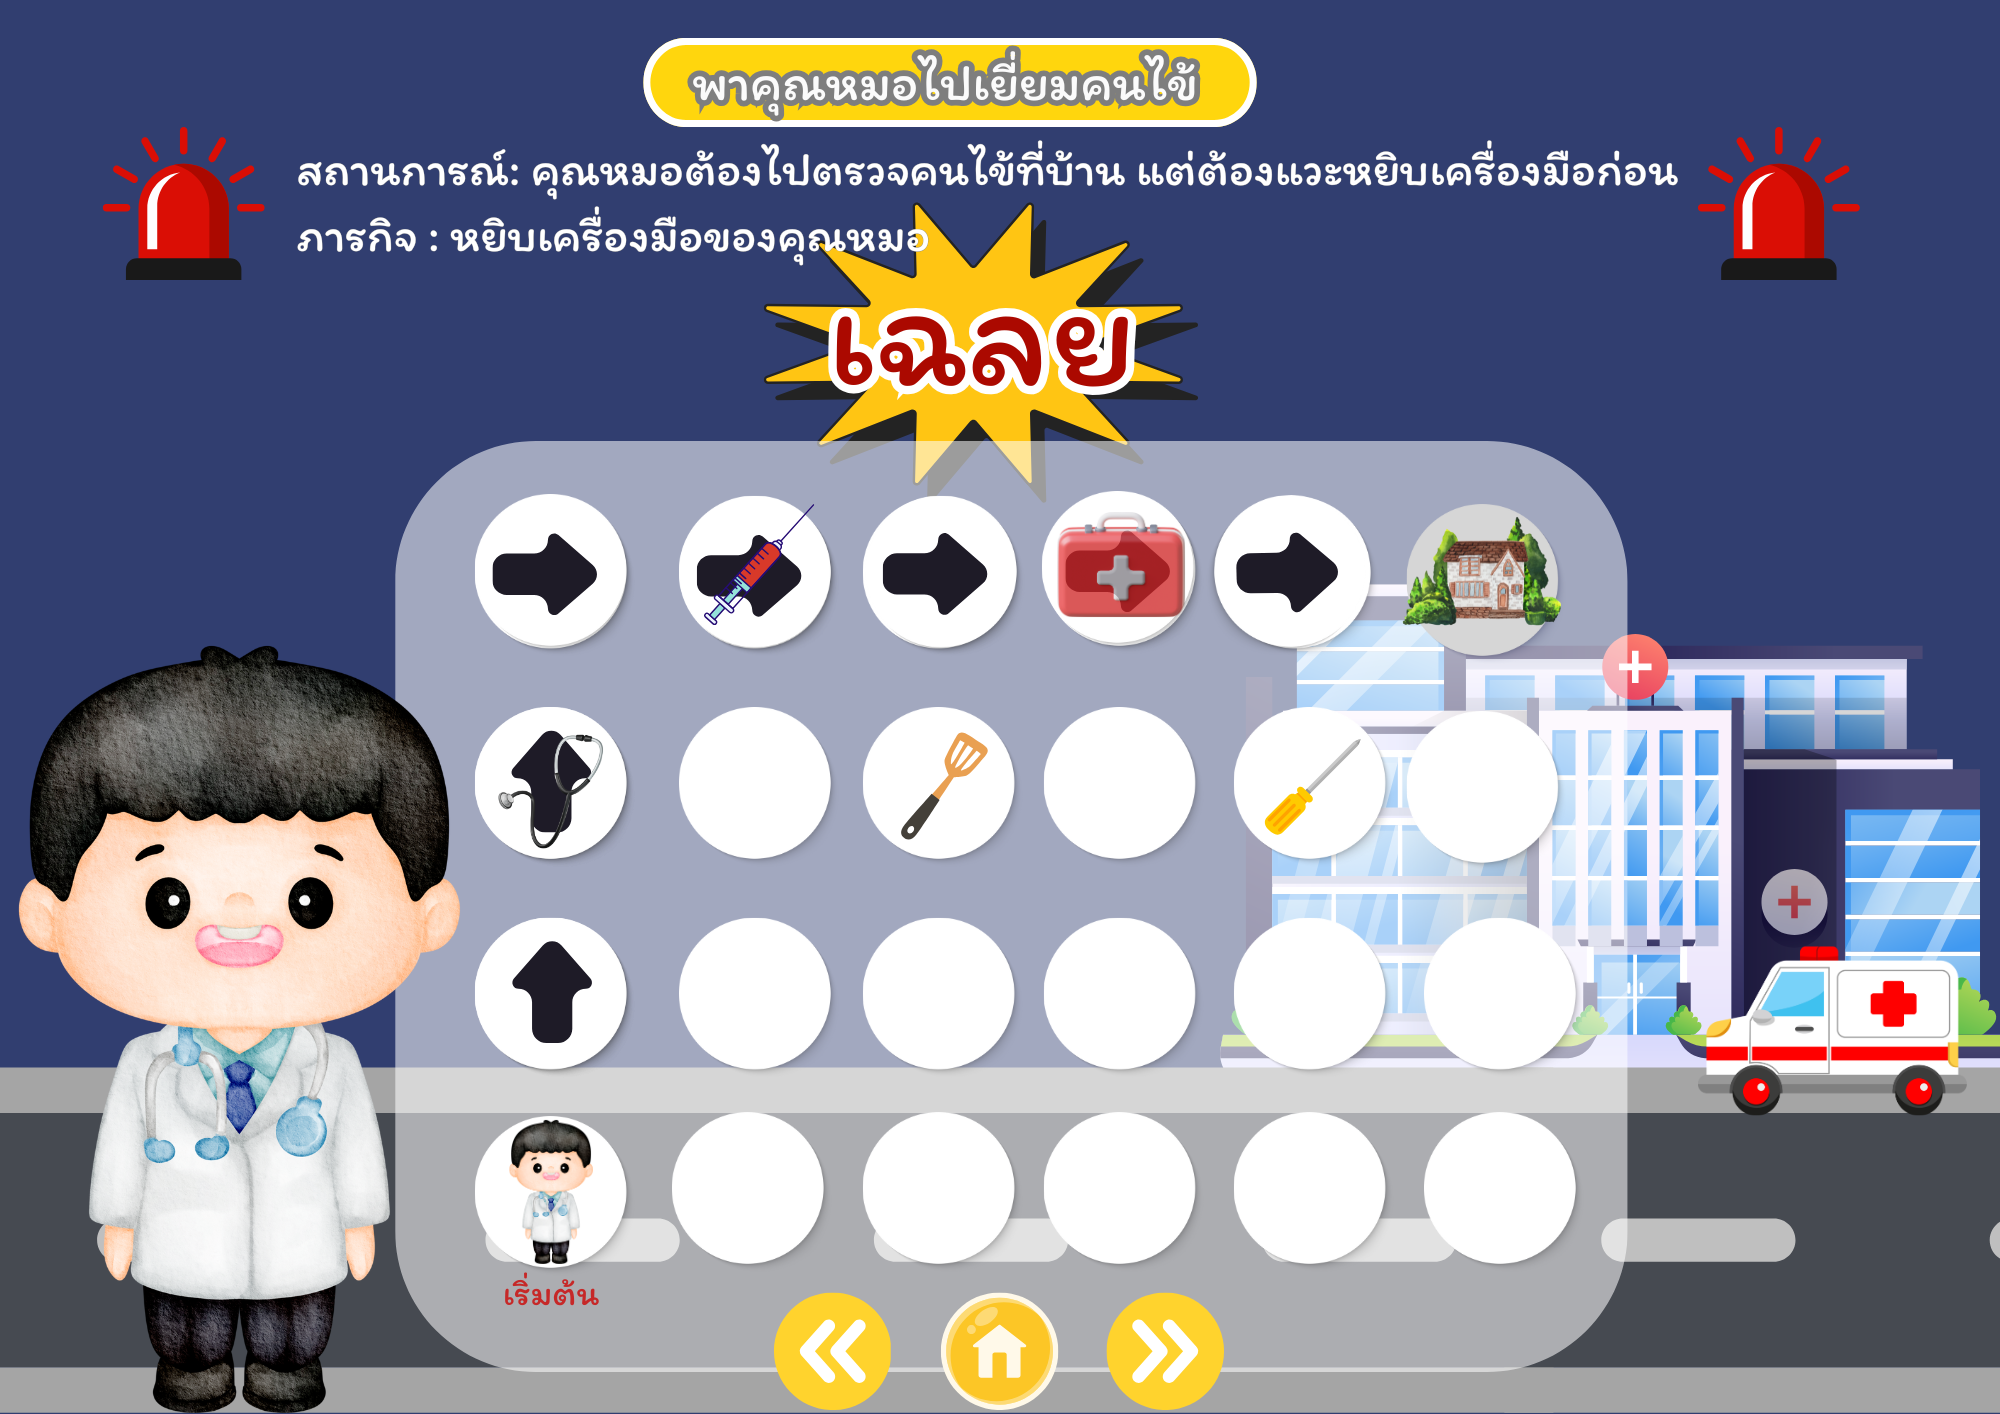 พาคุณหมอไปเยี่ยมคนไข้
สถานการณ์: คุณหมอต้องไปตรวจคนไข้ที่บ้าน แต่ต้องแวะหยิบเครื่องมือก่อน
ภารกิจ : หยิบเครื่องมือของคุณหมอ
เฉลย
เริ่มต้น